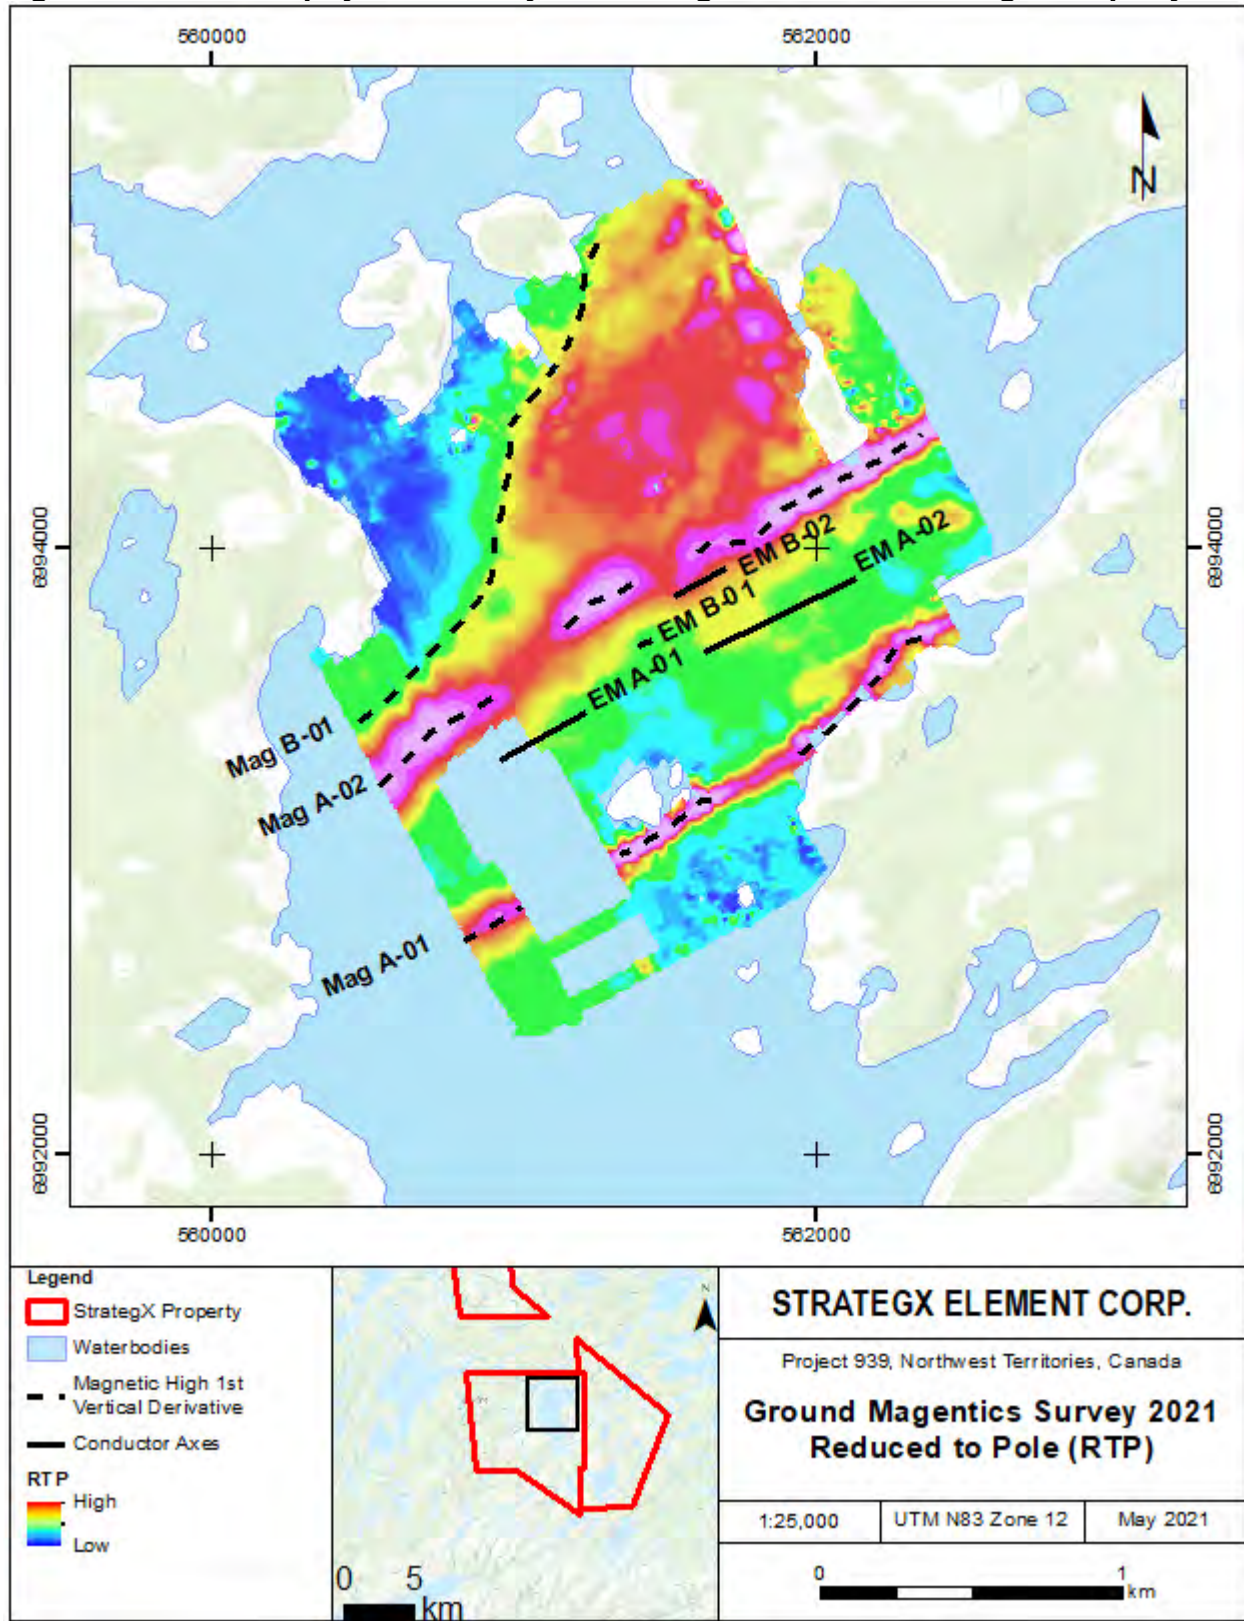 560000 562000
N
6994000 6994000
EM B-02
EM A-02
EM B-01
EM A-01
Mag B-01
Mag A-02
Mag A-01
6992000 6992000
560000 562000
Legend
StrategX Property
Waterbodies
Magnetic High 1st
Vertical Derivative
Conductor Axes
RTP
High
Low
N
0 5
km
STRATEGX ELEMENT CORP.
Project 939, Northwest Territories, Canada
Ground Magentics Survey 2021
Reduced to Pole (RTP)
1:25,000 UTM N83 Zone 12 May 2021
0 1
km